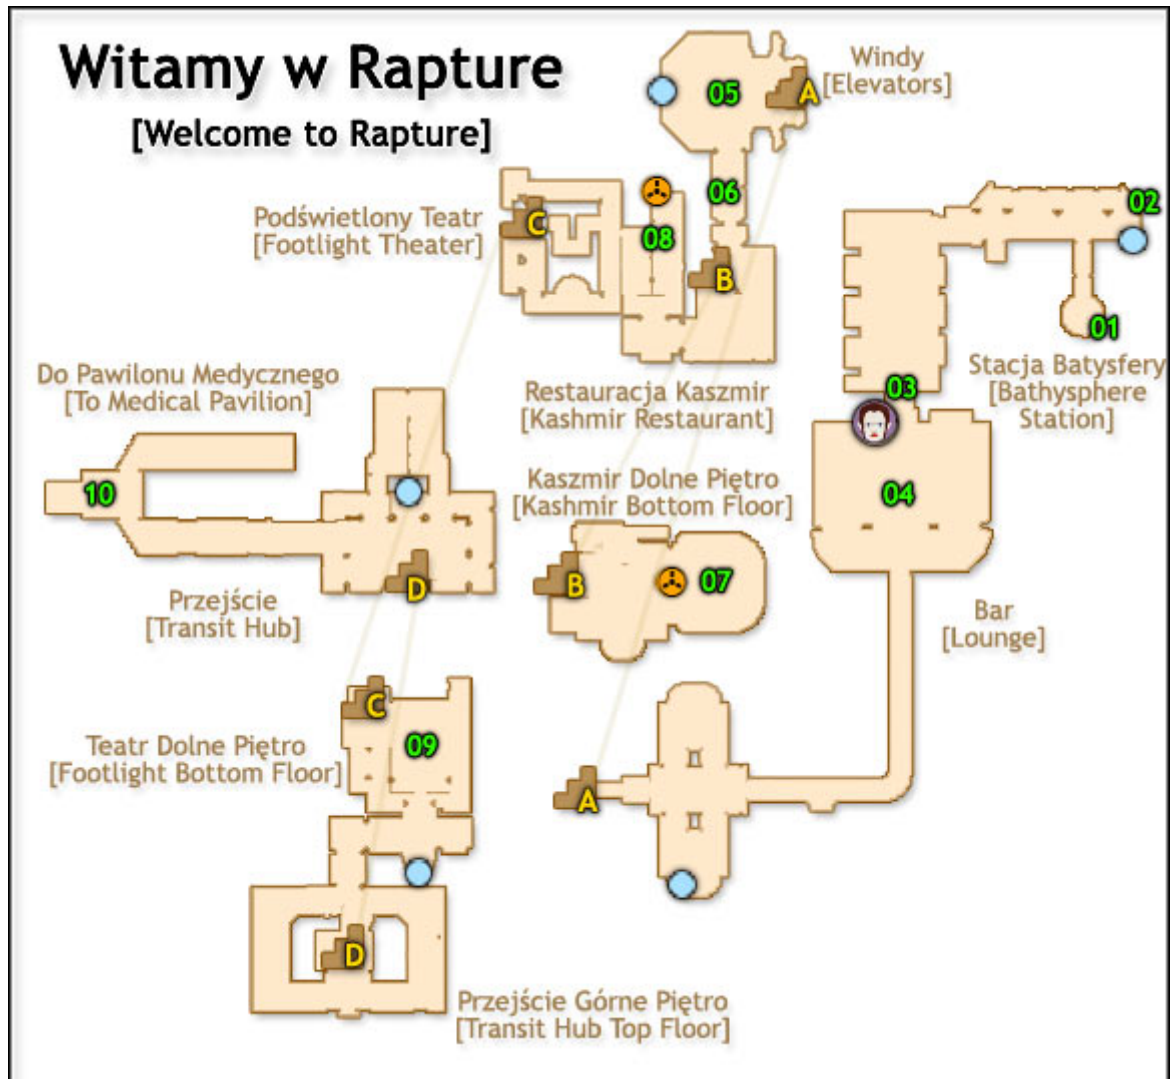 Witamy w Rapture
[Welcome to Rapture]
Windy
[Elevators]
05
A
06
02
Podświetlony Teatr
[Footlight Theater]
C
08
B
01
Do Pawilonu Medycznego
[To Medical Pavilion]
Restauracja Kaszmir
[Kashmir Restaurant]
Stacja Batysfery
[Bathysphere
Station]
03
10
Kaszmir Dolne Piętro
[Kashmir Bottom Floor]
04
D
B
07
Przejście
[Transit Hub]
Bar
[Lounge]
C
09
Teatr Dolne Piętro
[Footlight Bottom Floor]
A
D
Przejście Górne Piętro
[Transit Hub Top Floor]